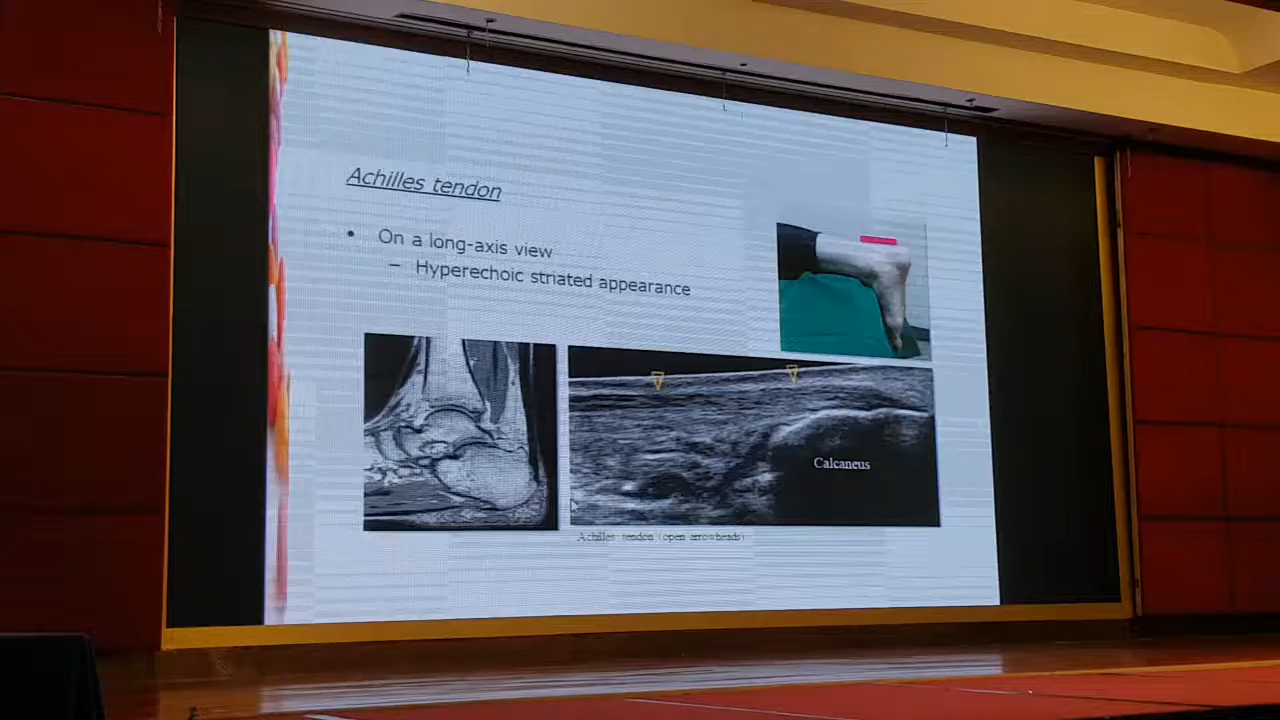 Achilles tendon
• On a long-axis view
– Hyperechoic striated appearance
Calcaneus
Achilles tendon (open arrowheads)